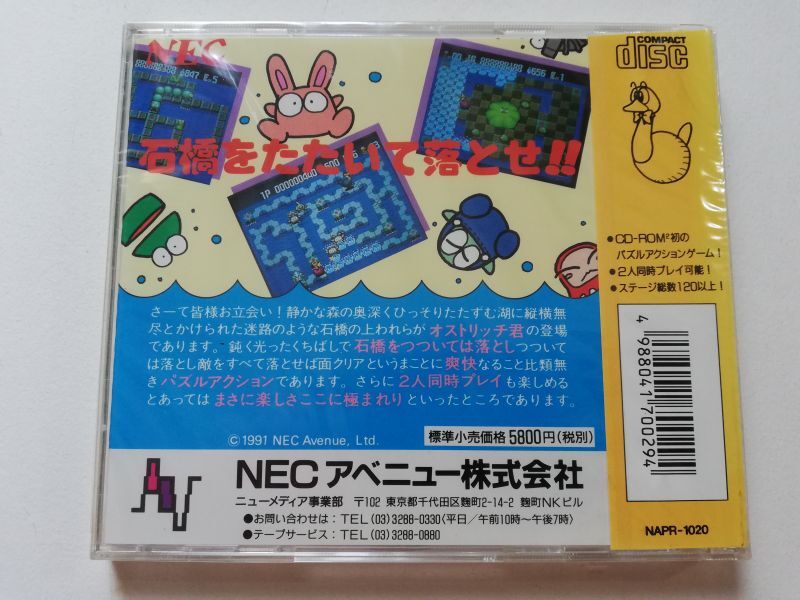 NEC
COMPACT
disc
石橋をたたいて落とせ!!
1P 00000440
●CD-ROM²初の
パズルアクションゲーム!
●2人同時プレイ可能!
●ステージ総数120以上!
さーて皆様お立会い!静かな森の奥深くひっそりたたずむ湖に縦横無
尽とかけられた迷路のような石橋の上われらがオストリッチ君の登場
であります。鈍く光ったくちばしで石橋をつついては落としつつい
ては落とし敵をすべて落とせば面クリアというまことに爽快なること比類無
きパズルアクションであります。さらに2人同時プレイも楽しめる
とあってはまさに楽しさここに極まれりといったところであります。
©1991 NEC Avenue, Ltd.
標準小売価格5800円(税別)
4988041700294
NECアベニュー株式会社
ニューメディア事業部 〒102 東京都千代田区麹町2-14-2 麹町NKビル
●お問い合わせは:TEL(03)3288-0330〈平日/午前10時~午後7時〉
●テープサービス:TEL(03)3288-0880
NAPR-1020